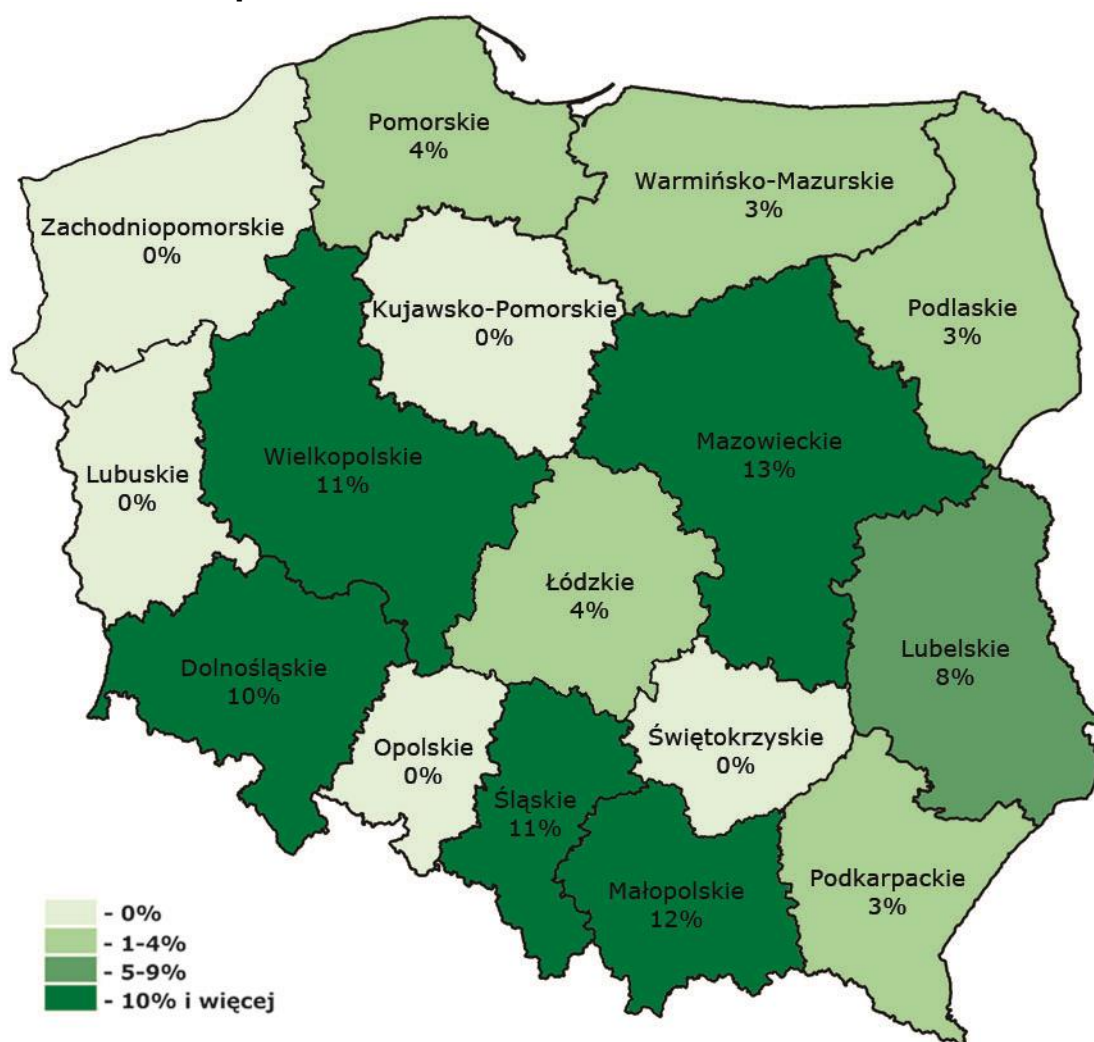 Pomorskie
4%
Warmińsko-Mazurskie
3%
Zachodniopomorskie
0%
Kujawsko-Pomorskie
0%
Podlaskie
3%
Wielkopolskie
11%
Mazowieckie
13%
Lubuskie
0%
Łódzkie
4%
Lubelskie
8%
Dolnośląskie
10%
Opolskie
0%
Świętokrzyskie
0%
Śląskie
11%
Małopolskie
12%
Podkarpackie
3%
- 0%
- 1-4%
- 5-9%
- 10% i więcej